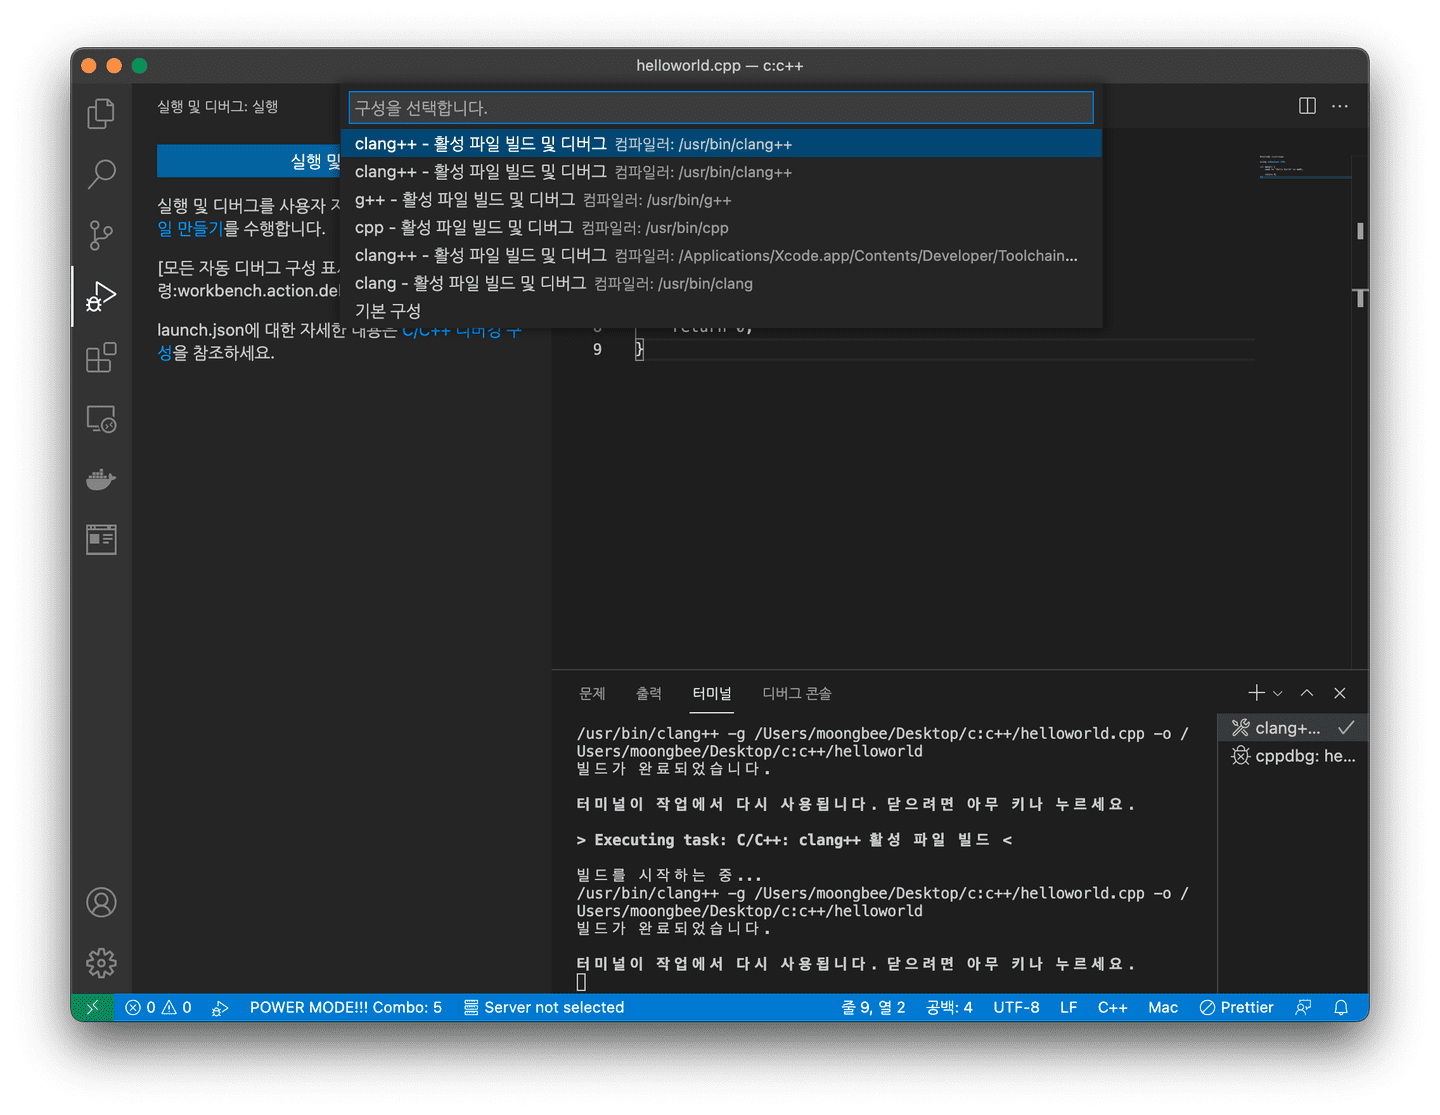 helloworld.cpp — c:c++
실행 및 디버그: 실행
구성을 선택합니다.
clang++ - 활성 파일 빌드 및 디버그 컴파일러: /usr/bin/clang++
clang++ - 활성 파일 빌드 및 디버그 컴파일러: /usr/bin/clang++
g++ - 활성 파일 빌드 및 디버그 컴파일러: /usr/bin/g++
cpp - 활성 파일 빌드 및 디버그 컴파일러: /usr/bin/cpp
clang++ - 활성 파일 빌드 및 디버그 컴파일러: /Applications/Xcode.app/Contents/Developer/Toolchain...
clang - 활성 파일 빌드 및 디버그 컴파일러: /usr/bin/clang
기본 구성
실행 및
실행 및 디버그를 사용자
일 만들기를 수행합니다.
[모든 자동 디버그 구성
령:workbench.action.de
launch.json에 대한 자세한 내용은 C/C++ 디버깅 구
성을 참조하세요.
8 return 0;
9 }
문제 출력 터미널 디버그 콘솔
/usr/bin/clang++ -g /Users/moongbee/Desktop/c:c++/helloworld.cpp -o /
Users/moongbee/Desktop/c:c++/helloworld
빌드가 완료되었습니다.
터미널이 작업에서 다시 사용됩니다. 닫으려면 아무 키나 누르세요.
> Executing task: C/C++: clang++ 활성 파일 빌드 <
빌드를 시작하는 중...
/usr/bin/clang++ -g /Users/moongbee/Desktop/c:c++/helloworld.cpp -o /
Users/moongbee/Desktop/c:c++/helloworld
빌드가 완료되었습니다.
터미널이 작업에서 다시 사용됩니다. 닫으려면 아무 키나 누르세요.
clang+...
cppdbg: he...
0 0 POWER MODE!!! Combo: 5 Server not selected 줄 9, 열 2 공백: 4 UTF-8 LF C++ Mac Prettier